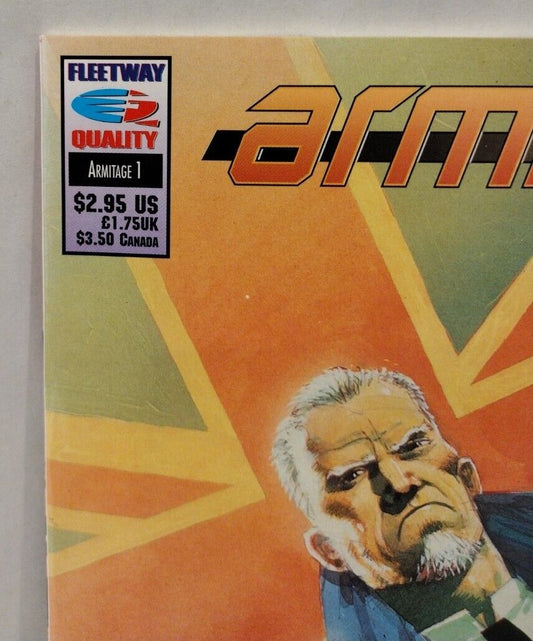 FLEETWAY
QUALITY
ARMITAGE 1
$2.95 US
£1.75UK
$3.50 CANADA
arm